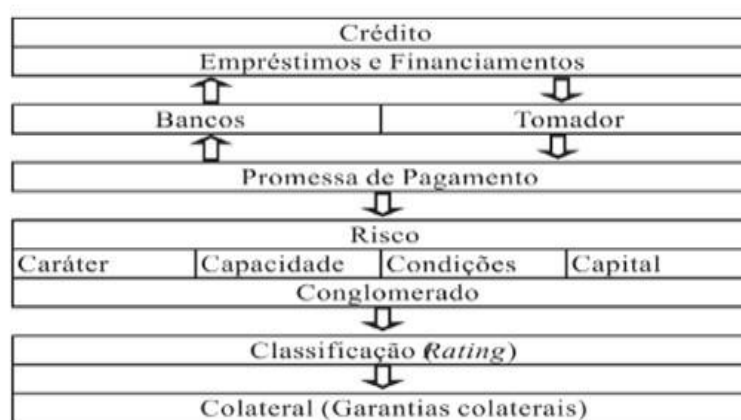 Crédito
Empréstimos e Financiamentos
Bancos Tomador
Promessa de Pagamento
Risco
Caráter Capacidade Condições Capital
Conglomerado
Classificação (Rating)
Colateral (Garantias colaterais)